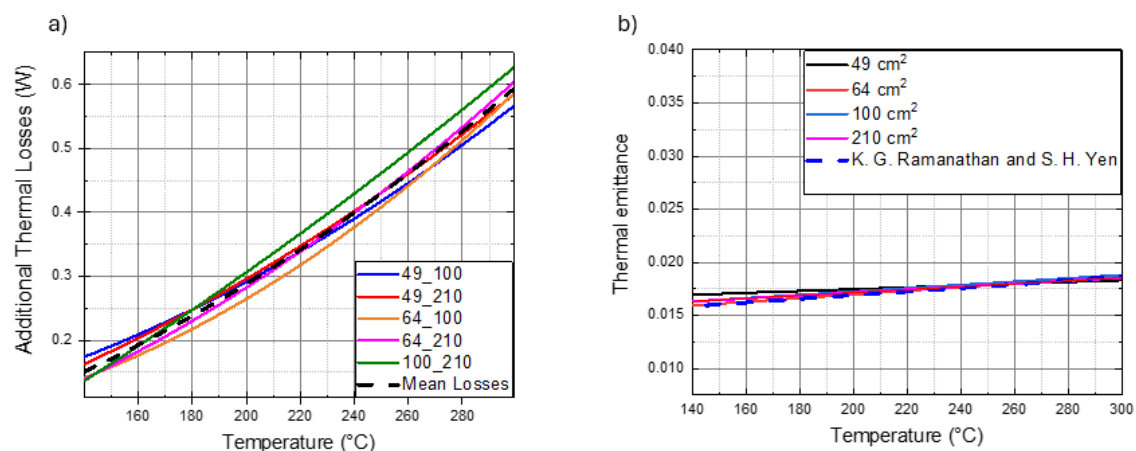 a)
Additional Thermal Losses (W)
0.6
0.5
0.4
0.3
0.2
49_100
49_210
64_100
64_210
100_210
Mean Losses
160 180 200 220 240 260 280
Temperature (°C)
b)
Thermal emittance
0.040
0.035
0.030
0.025
0.020
0.015
0.010
49 cm²
64 cm²
100 cm²
210 cm²
K. G. Ramanathan and S. H. Yen
140 160 180 200 220 240 260 280 300
Temperature (°C)